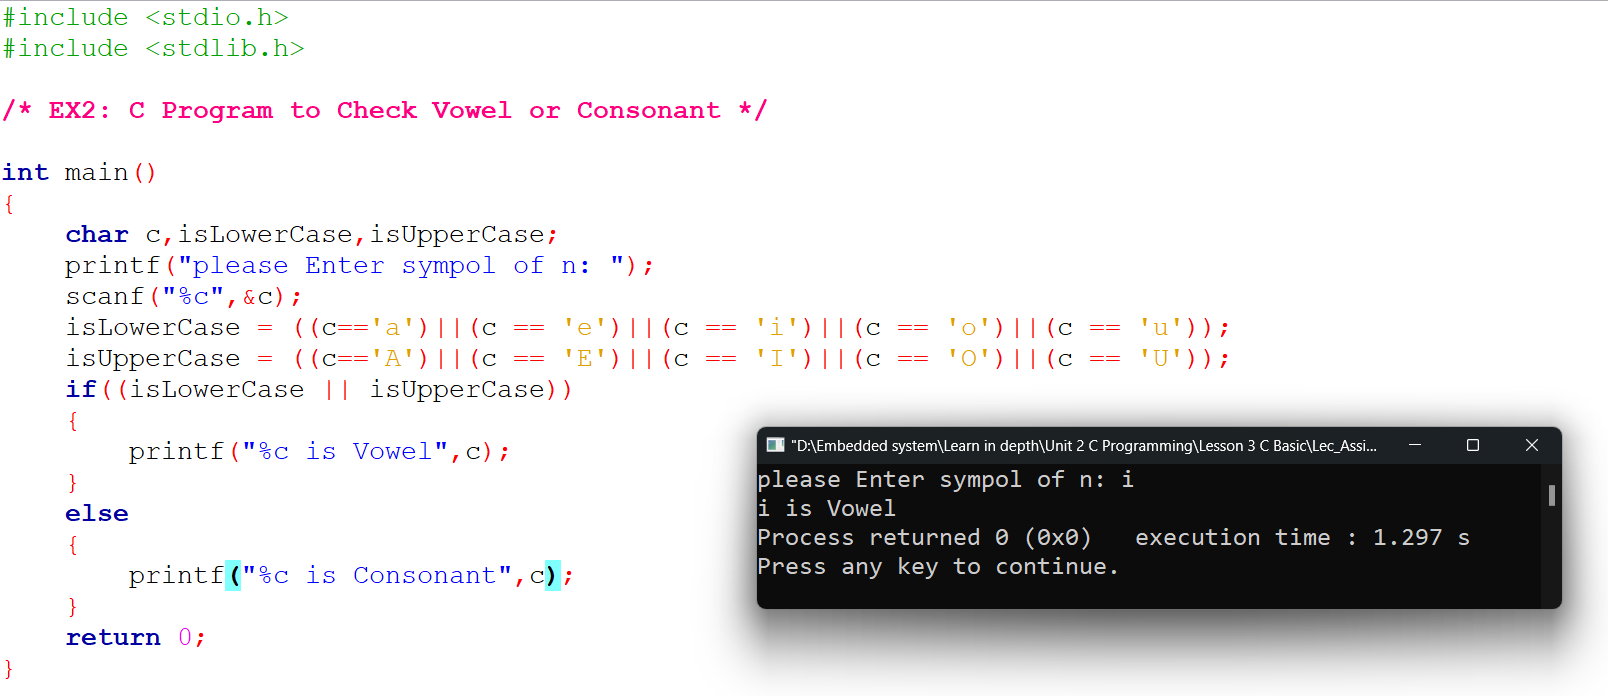 #include <stdio.h>
#include <stdlib.h>
/* EX2: C Program to Check Vowel or Consonant */
int main()
{
    char c,isLowerCase,isUpperCase;
    printf("please Enter sympol of n: ");
    scanf("%c",&c);
    isLowerCase = ((c=='a')||(c == 'e')||(c == 'i')||(c == 'o')||(c == 'u'));
    isUpperCase = ((c=='A')||(c == 'E')||(c == 'I')||(c == 'O')||(c == 'U'));
    if((isLowerCase || isUpperCase))
    {
        printf("%c is Vowel",c);
    }
    else
    {
        printf("%c is Consonant",c);
    }
    return 0;
}
"D:\Embedded system\Learn in depth\Unit 2 C Programming\Lesson 3 C Basic\Lec_Assi...
please Enter sympol of n: i
i is Vowel
Process returned 0 (0x0)   execution time : 1.297 s
Press any key to continue.